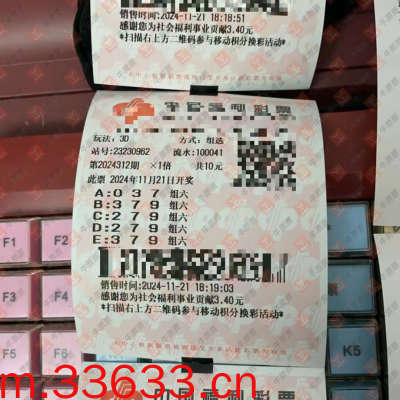 销售时间:2024-11-21 18:18:51
感谢您为社会福利事业贡献3.40元
*扫描右上方二维码参与移动积分换彩活动*
中国福利彩票
玩法:3D 方式:组选
站号:23230962 流水:100041
第2024312期 ×1倍 共10元
此票 2024年11月21日开奖
A:0 3 7 组六
B:3 7 9 组六
C:2 7 9 组六
D:2 7 9 组六
E:3 7 9 组六
销售时间:2024-11-21 18:19:03
感谢您为社会福利事业贡献3.40元
*扫描右上方二维码参与移动积分换彩活动*
F1 F2
F3 F4
F5 F6 K5
m.33633.cn